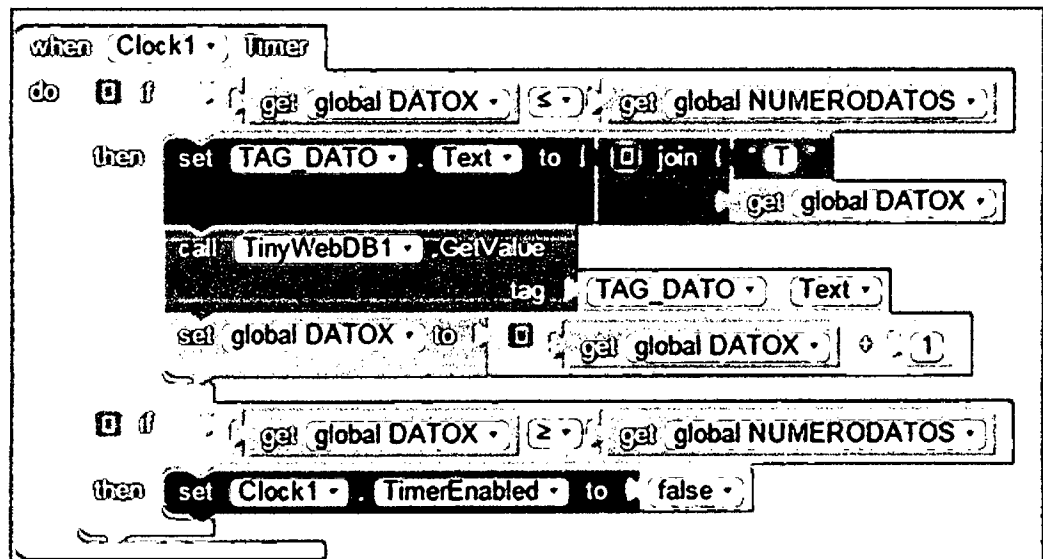 when Clock1 Timer
do if get global DATOX ≤ get global NUMERODATOS
then set TAG_DATO . Text to join " T "
get global DATOX
call TinyWebDB1 .GetValue
tag TAG_DATO . Text
set global DATOX to get global DATOX + 1
if get global DATOX ≥ get global NUMERODATOS
then set Clock1 . TimerEnabled to false